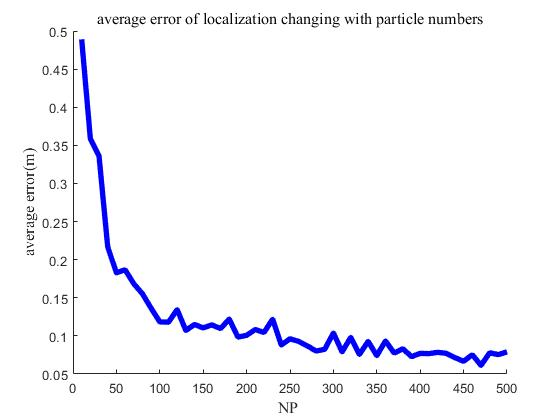 average error of localization changing with particle numbers
0.5
0.45
0.4
0.35
0.3
0.25
0.2
0.15
0.1
0.05
average error(m)
0 50 100 150 200 250 300 350 400 450 500
NP